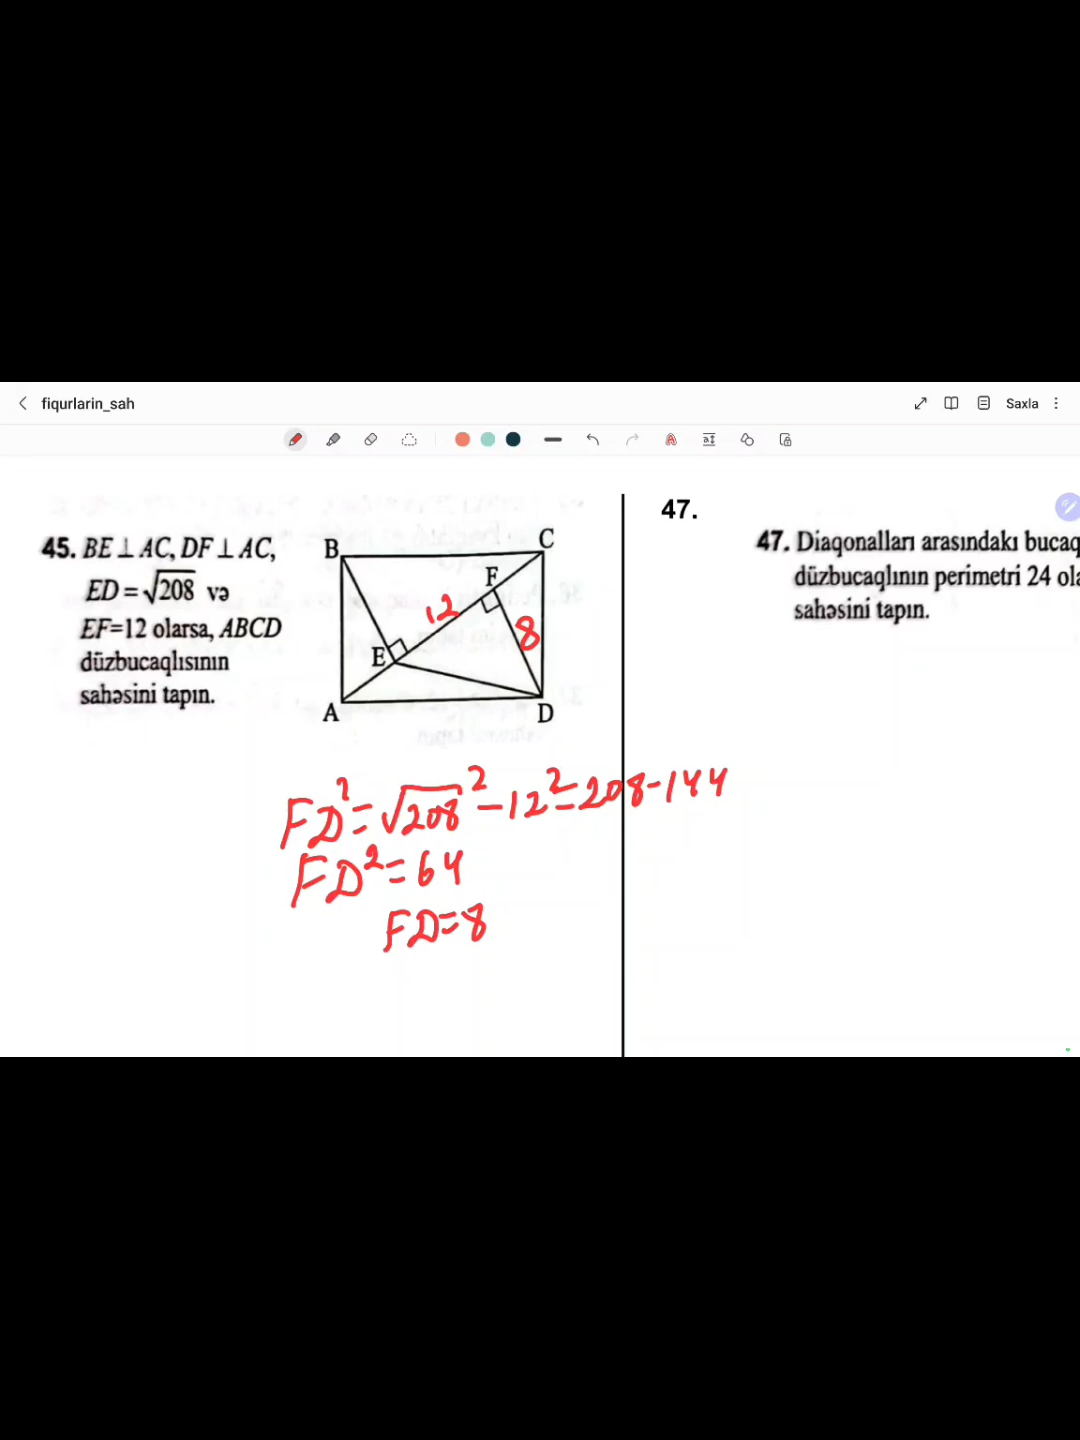 fiqurlarin_sah
Saxla
45. BE ⊥ AC, DF ⊥ AC,
ED = √208 və
EF=12 olarsa, ABCD
düzbucaqlısının
sahəsini tapın.
B
C
F
12
8
E
A
D
FD² = √208² - 12² = 208-144
FD² = 64
FD=8
47.
47. Diaqonalları arasındakı bucaq
düzbucaqlının perimetri 24 ola
sahəsini tapın.